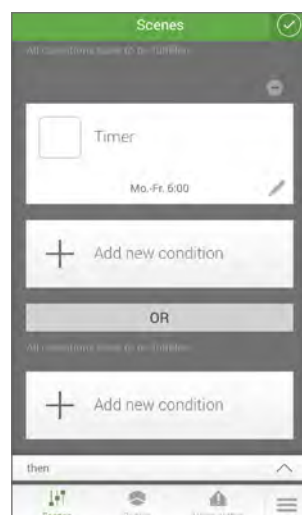 Scenes
All conditions have to be fulfilled
Timer
Mo.-Fr. 6:00
Add new condition
OR
All conditions have to be fulfilled
Add new condition
then